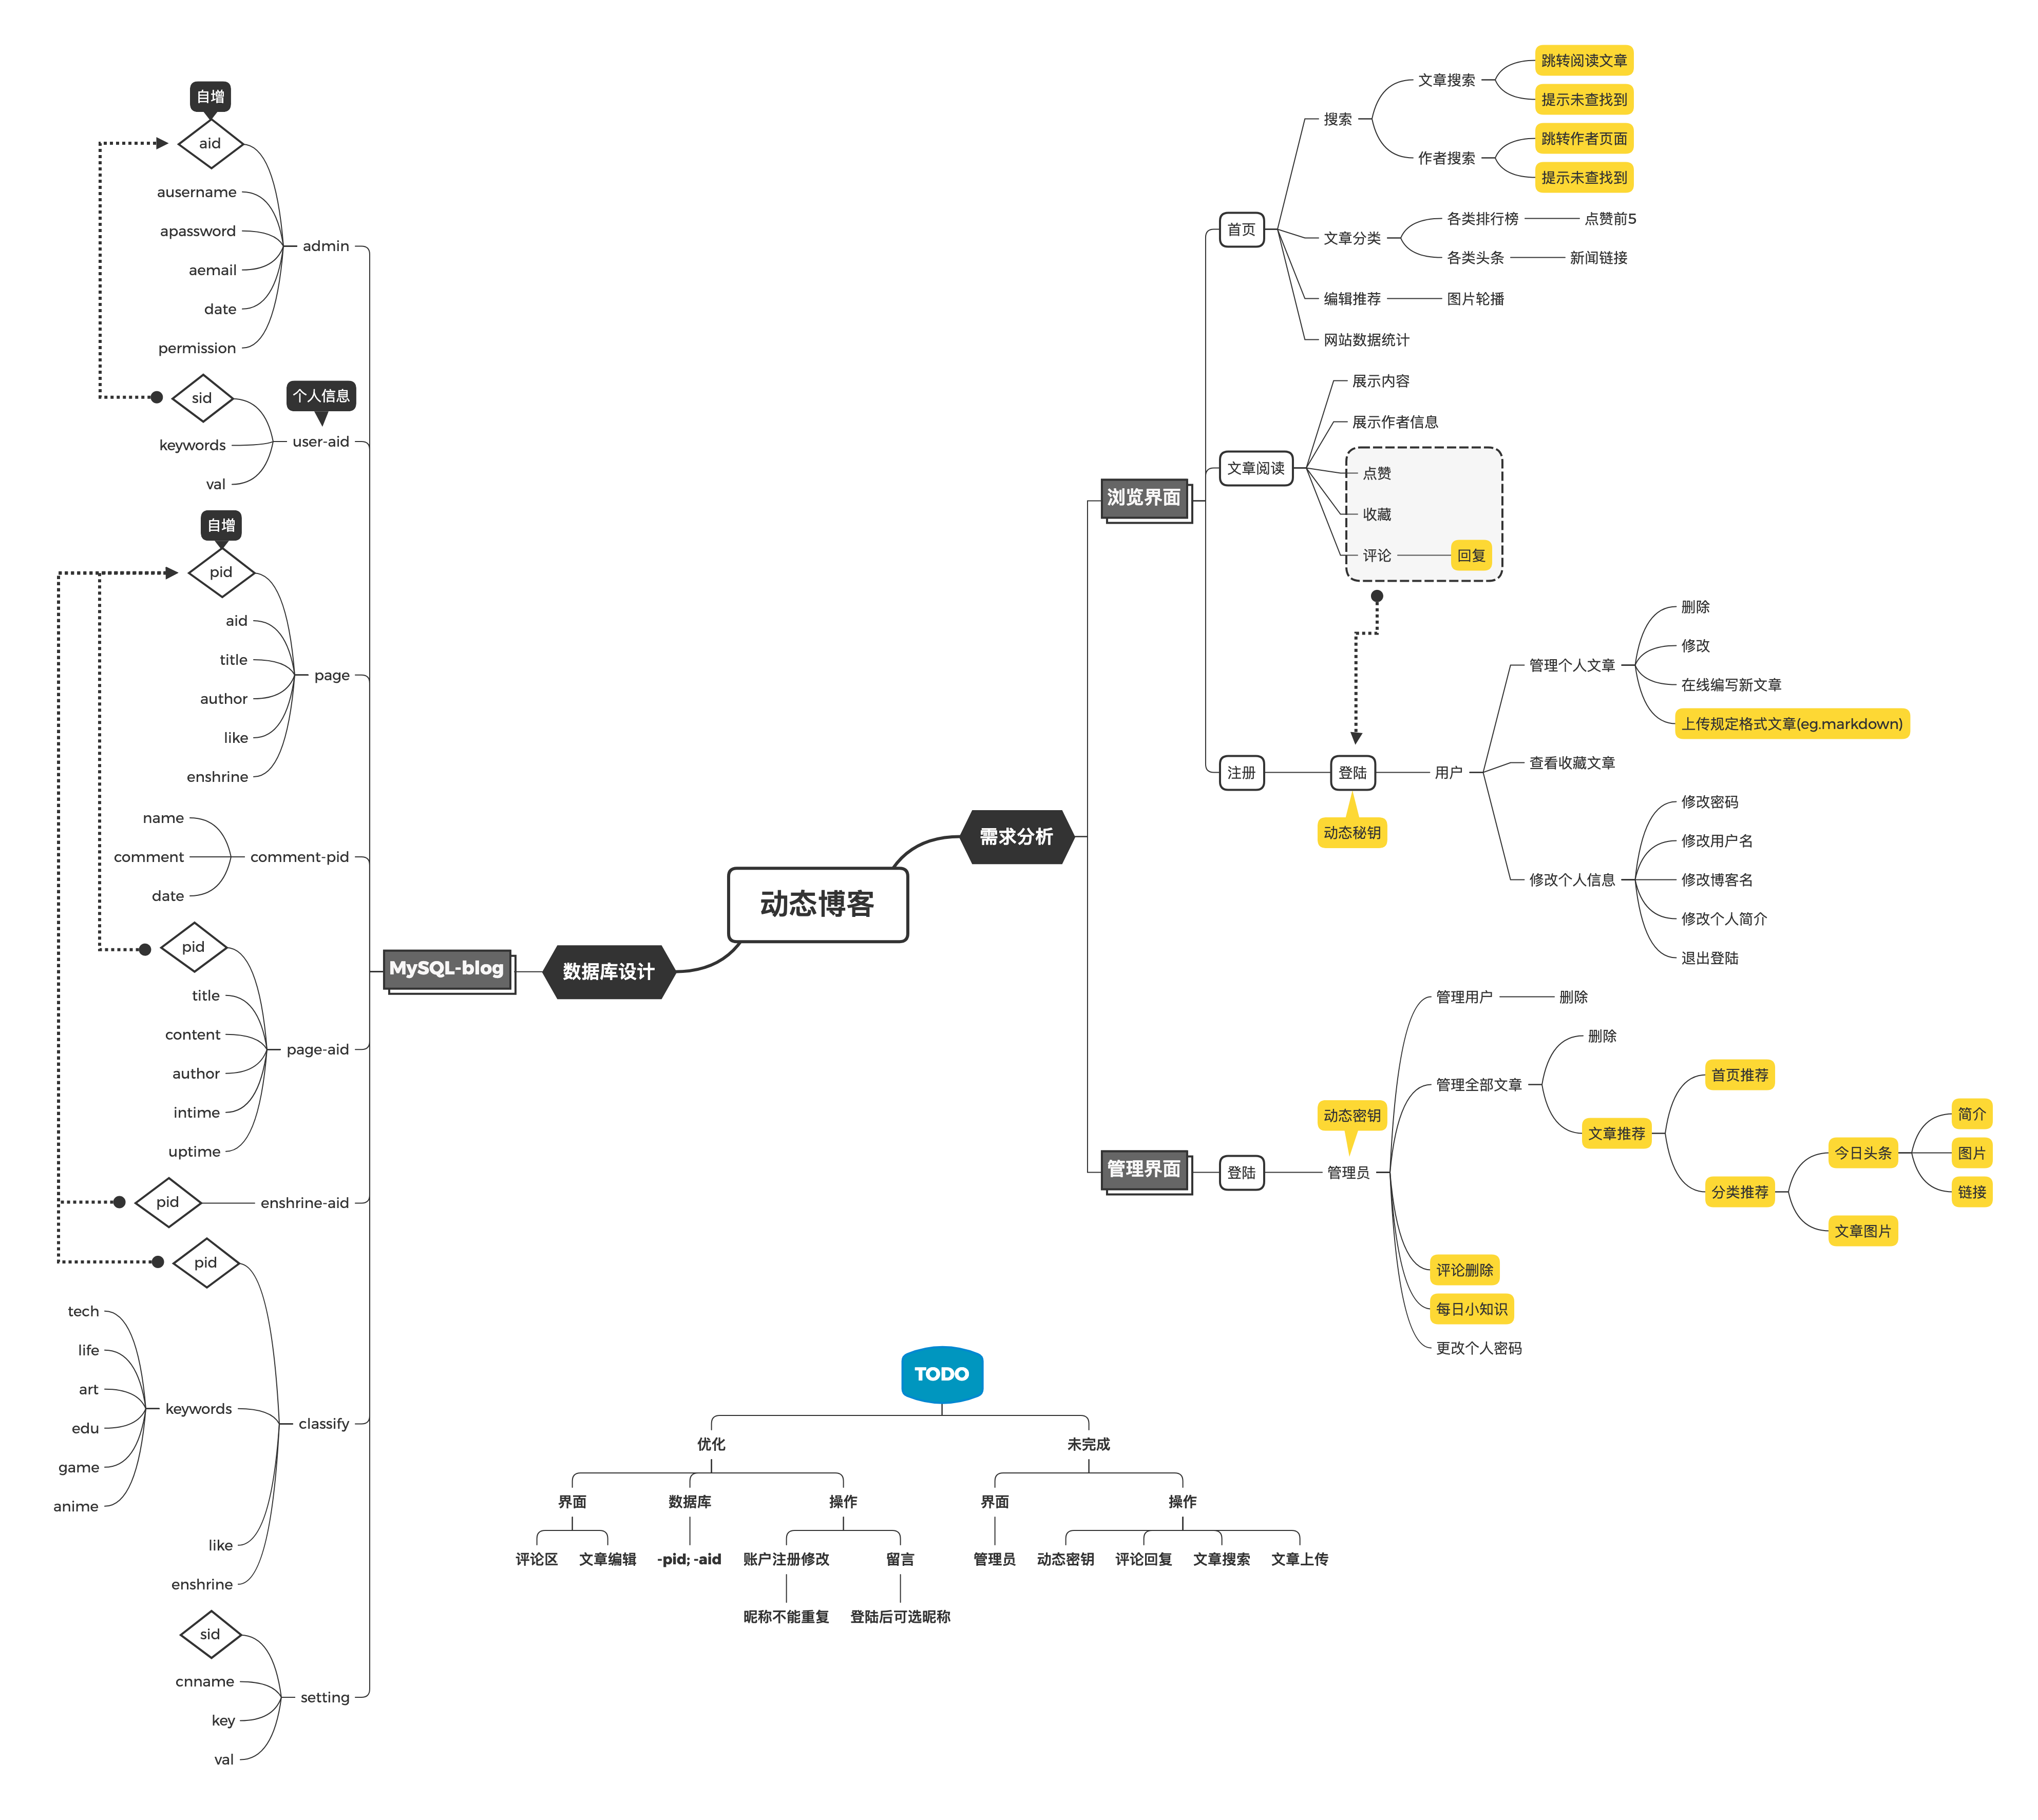 动态博客
需求分析
浏览界面
首页
搜索
文章搜索
跳转阅读文章
提示未查找到
作者搜索
跳转作者页面
提示未查找到
文章分类
各类排行榜
点赞前5
各类头条
新闻链接
编辑推荐
图片轮播
网站数据统计
文章阅读
展示内容
展示作者信息
点赞
收藏
评论
回复
注册
登陆
动态秘钥
用户
管理个人文章
删除
修改
在线编写新文章
上传规定格式文章(eg.markdown)
查看收藏文章
修改个人信息
修改密码
修改用户名
修改博客名
修改个人简介
退出登陆
管理界面
登陆
动态密钥
管理员
管理用户
删除
管理全部文章
删除
文章推荐
首页推荐
分类推荐
今日头条
简介
图片
链接
文章图片
评论删除
每日小知识
更改个人密码
数据库设计
MySQL-blog
admin
自增
aid
ausername
apassword
aemail
date
permission
个人信息
user-aid
sid
keywords
val
page
自增
pid
aid
title
author
like
enshrine
comment-pid
name
comment
date
page-aid
pid
title
content
author
intime
uptime
enshrine-aid
pid
classify
pid
keywords
tech
life
art
edu
game
anime
like
enshrine
setting
sid
cnname
key
val
TODO
优化
未完成
界面
数据库
操作
界面
操作
评论区
文章编辑
-pid; -aid
账户注册修改
留言
管理员
动态密钥
评论回复
文章搜索
文章上传
昵称不能重复
登陆后可选昵称